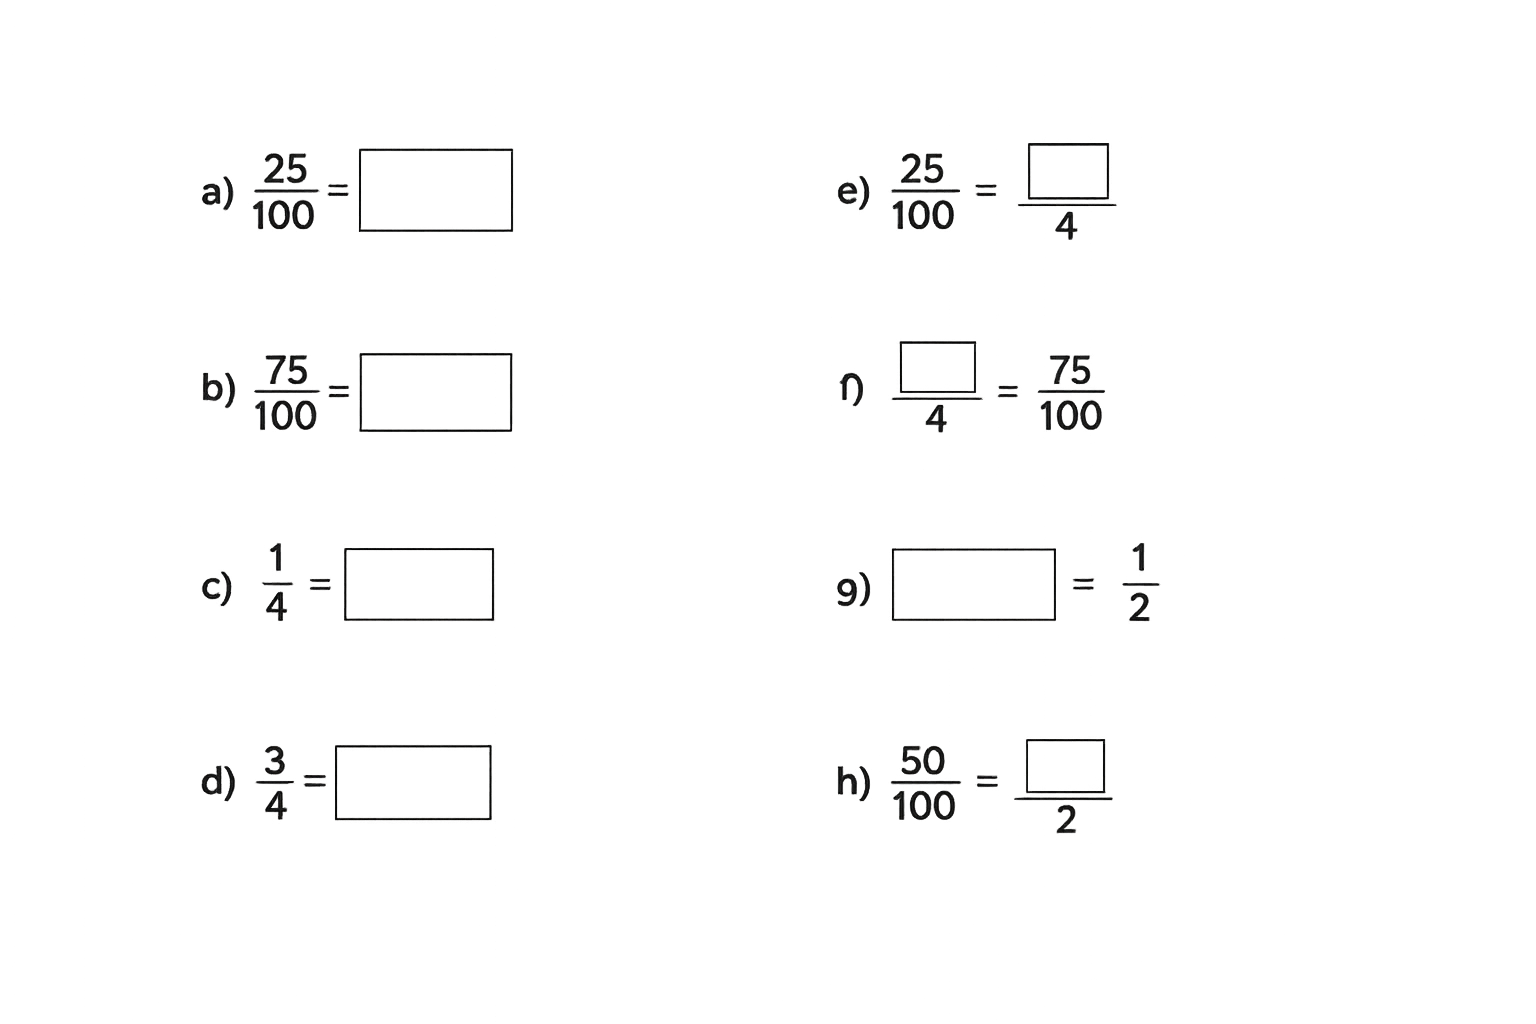 a) 25/100 =
b) 75/100 =
c) 1/4 =
d) 3/4 =
e) 25/100 = /4
f) /4 = 75/100
g) = 1/2
h) 50/100 = /2